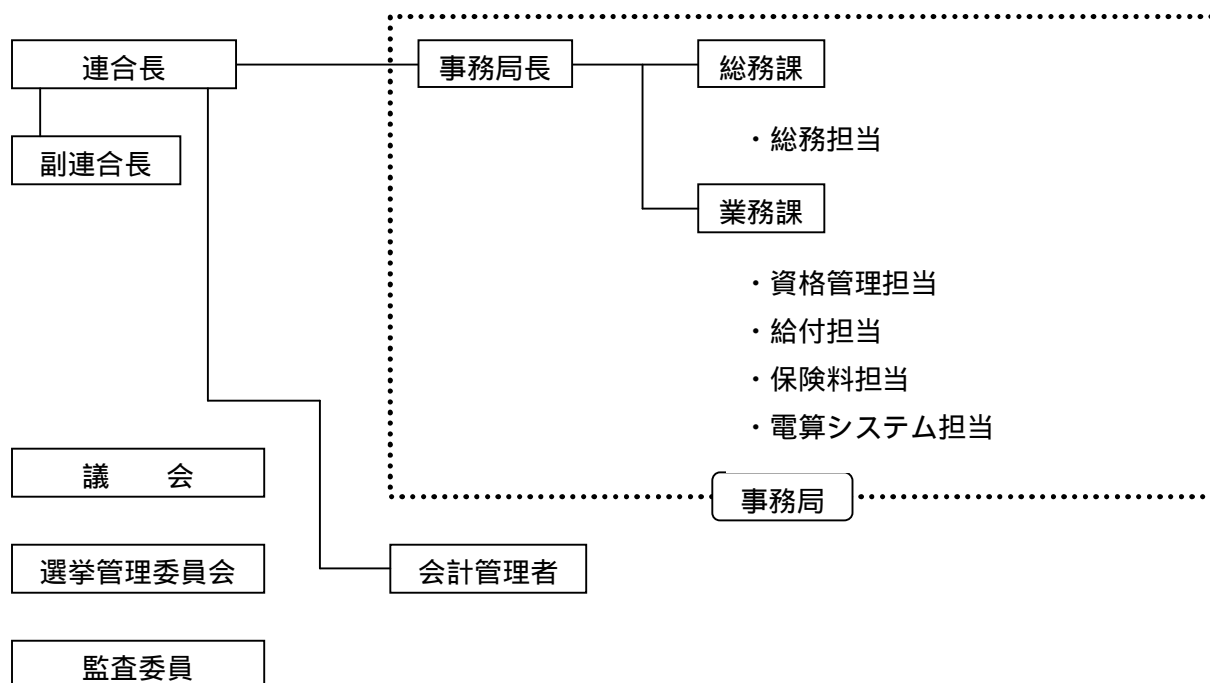 連合長
事務局長
総務課
・総務担当
副連合長
業務課
・資格管理担当
・給付担当
・保険料担当
・電算システム担当
議　　会
事務局
選挙管理委員会
会計管理者
監査委員